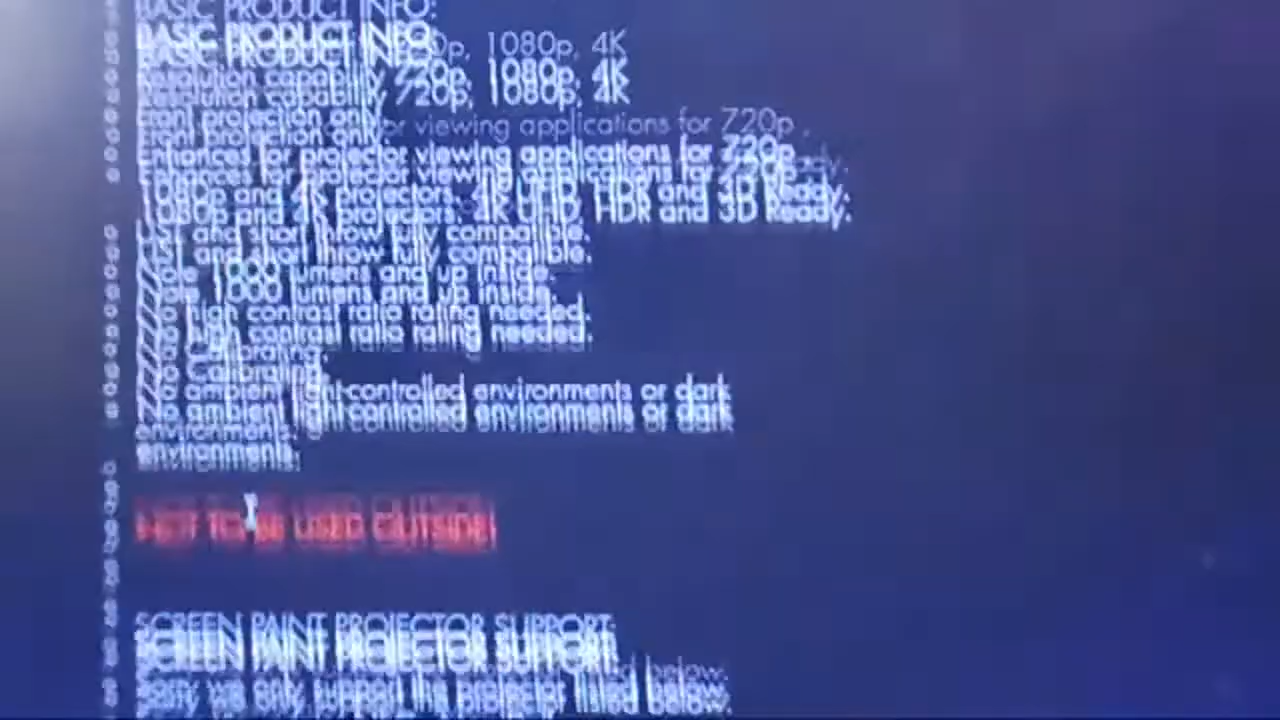 BASIC PRODUCT INFO:
Resolution capability 720p, 1080p, 4K
Front projection only.
Enhances for projector viewing applications for 720p,
1080p and 4K projectors. 4K UHD, HDR and 3D Ready.
UST and short throw fully compatible.
1000 lumens and up inside.
No high contrast ratio rating needed.
No Calibrating.
No ambient light-controlled environments or dark
environments.
NOT TO BE USED OUTSIDE!
SCREEN PAINT PROJECTOR SUPPORT:
Sorry we only support the projector listed below.